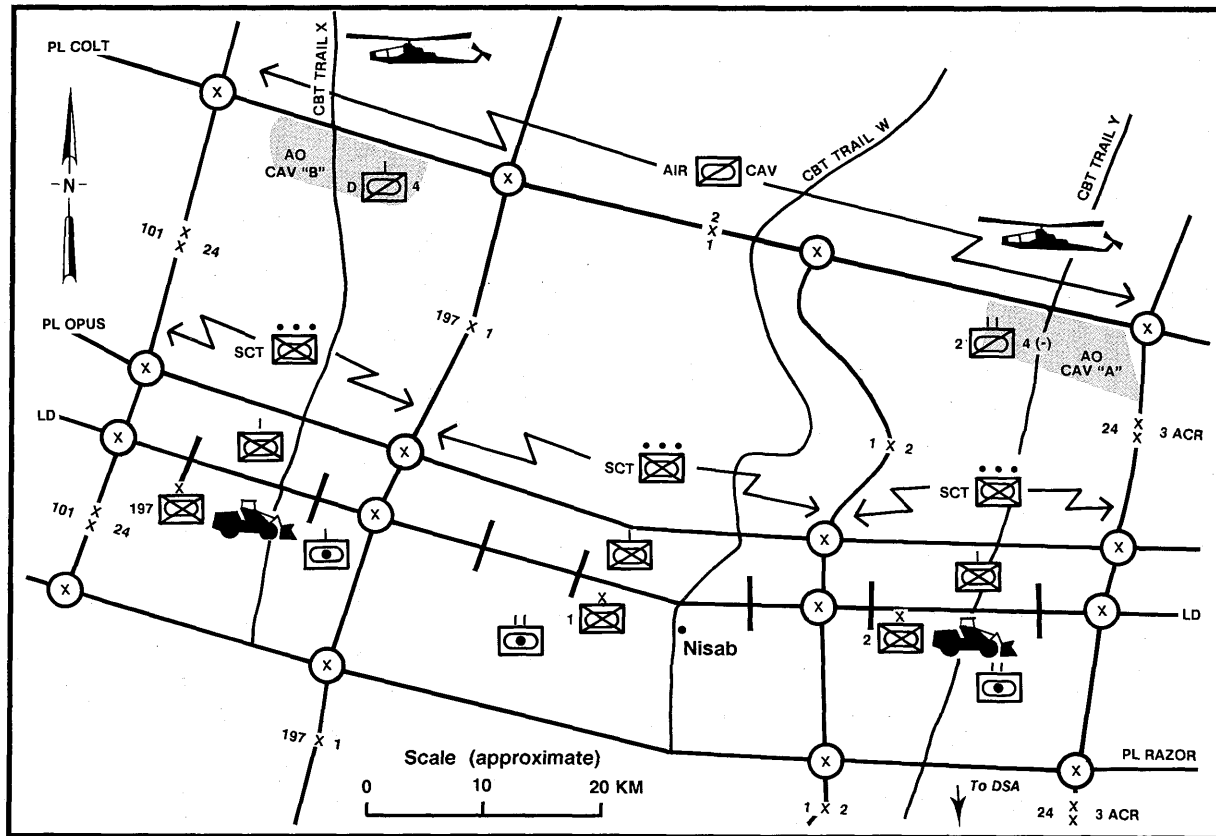 PL COLT
CBT TRAIL X
CBT TRAIL W
CBT TRAIL Y
AO
CAV "B"
D 4
AIR CAV
N
101 X X 24
2
X
1
197 X 1
PL OPUS
SCT
2 4 (-)
AO
CAV "A"
LD
SCT
1 X 2
24 X X 3 ACR
SCT
X
197
101 X X 24
X
1
Nisab
X
2
LD
197 X 1
Scale (approximate)
0 10 20 KM
PL RAZOR
To DSA
1 X 2
24 X X 3 ACR